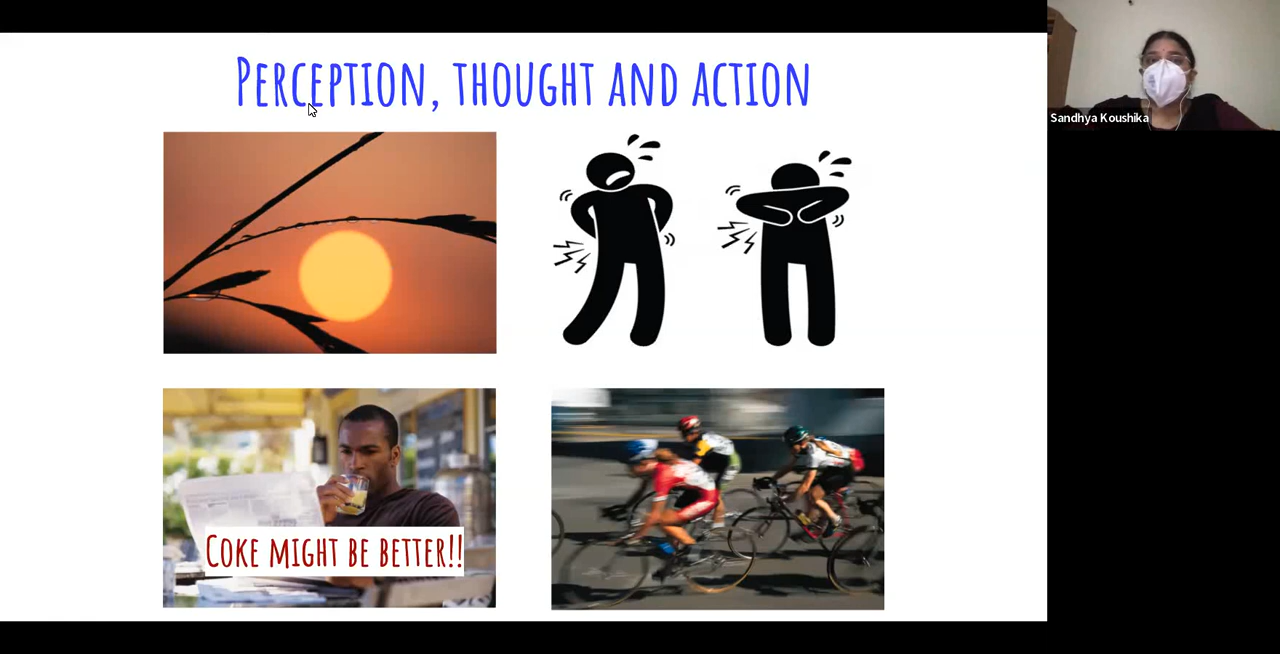 Perception, thought and action
Sandhya Koushika
Coke might be better!!